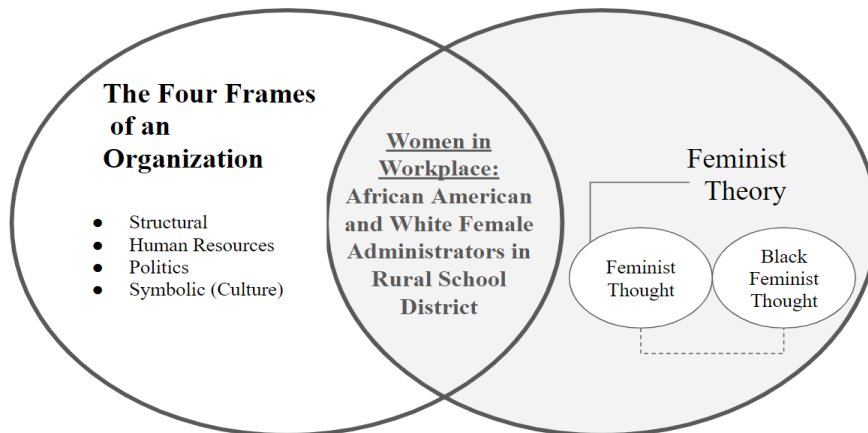 The Four Frames
of an
Organization
● Structural
● Human Resources
● Politics
● Symbolic (Culture)
Women in
Workplace:
African American
and White Female
Administrators in
Rural School
District
Feminist
Theory
Feminist
Thought
Black
Feminist
Thought